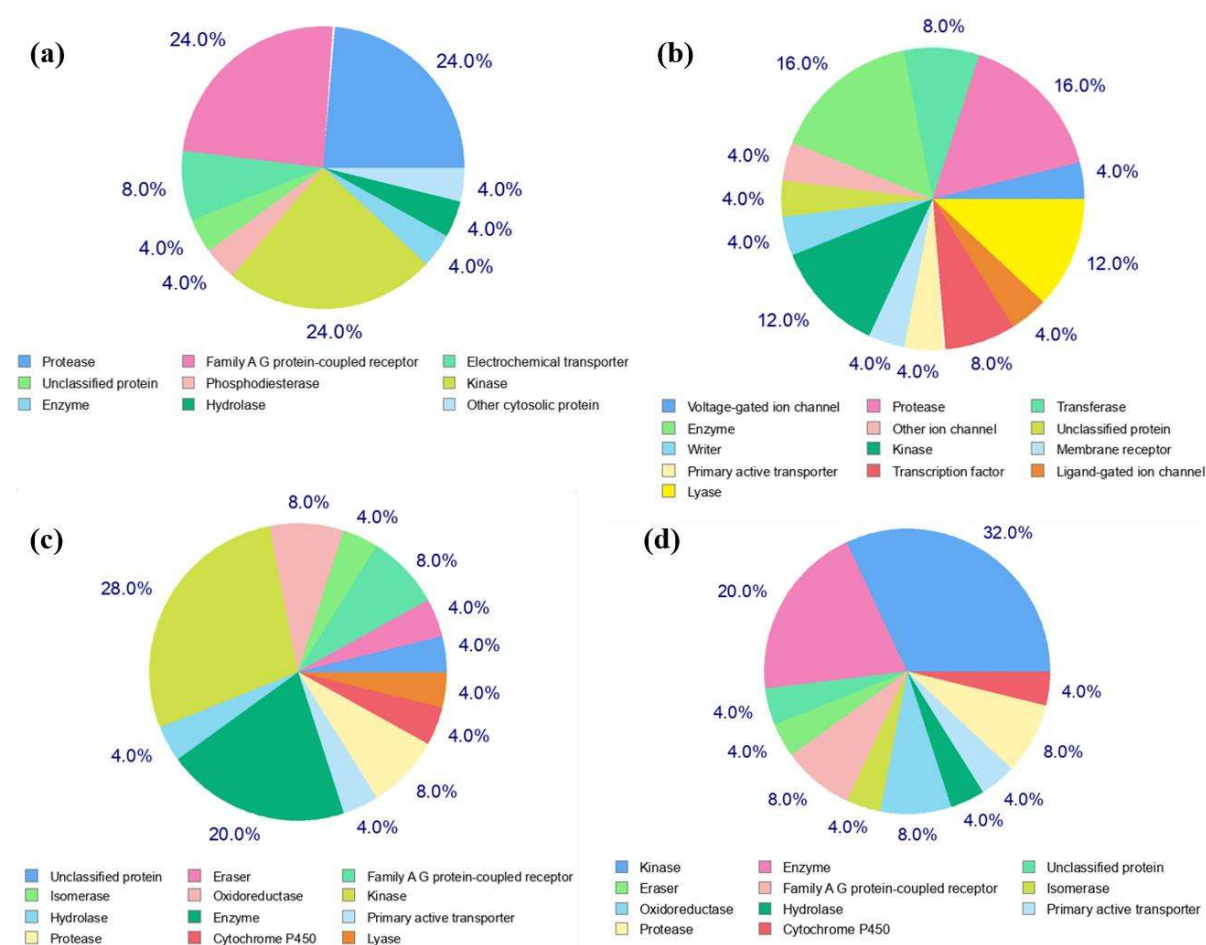 (a)
24.0%
24.0%
8.0%
4.0%
4.0%
4.0%
4.0%
4.0%
24.0%
Protease Family A G protein-coupled receptor Electrochemical transporter
Unclassified protein Phosphodiesterase Kinase
Enzyme Hydrolase Other cytosolic protein
(b)
8.0%
16.0%
16.0%
4.0%
4.0%
4.0%
4.0%
12.0%
12.0%
4.0%
4.0% 4.0% 8.0%
Voltage-gated ion channel Protease Transferase
Enzyme Other ion channel Unclassified protein
Writer Kinase Membrane receptor
Primary active transporter Transcription factor Ligand-gated ion channel
Lyase
(c)
8.0%
4.0%
8.0%
28.0%
4.0%
4.0%
4.0%
4.0%
4.0%
8.0%
20.0%
4.0%
Unclassified protein Eraser Family A G protein-coupled receptor
Isomerase Oxidoreductase Kinase
Hydrolase Enzyme Primary active transporter
Protease Cytochrome P450 Lyase
(d)
32.0%
20.0%
4.0%
4.0%
4.0%
8.0%
8.0%
4.0%
4.0%
4.0%
8.0%
Kinase Enzyme Unclassified protein
Eraser Family A G protein-coupled receptor Isomerase
Oxidoreductase Hydrolase Primary active transporter
Protease Cytochrome P450